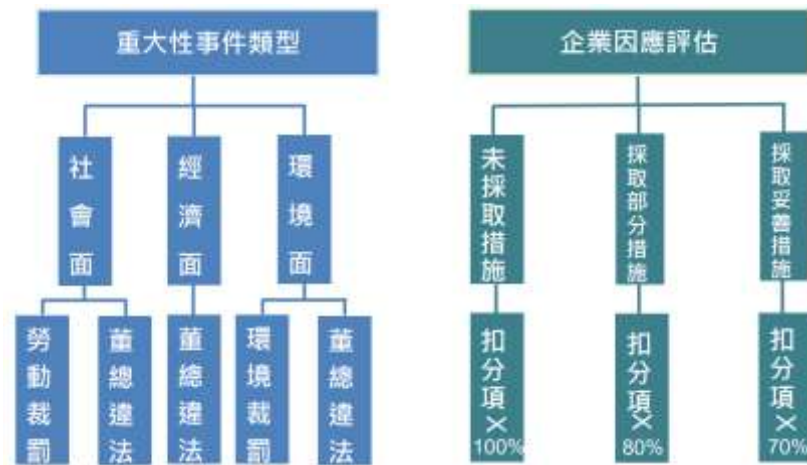 重大性事件類型
企業因應評估
社會面
經濟面
環境面
未採取措施
採取部分措施
採取妥善措施
勞動裁罰
董總違法
董總違法
環境裁罰
董總違法
扣分項×100%
扣分項×80%
扣分項×70%